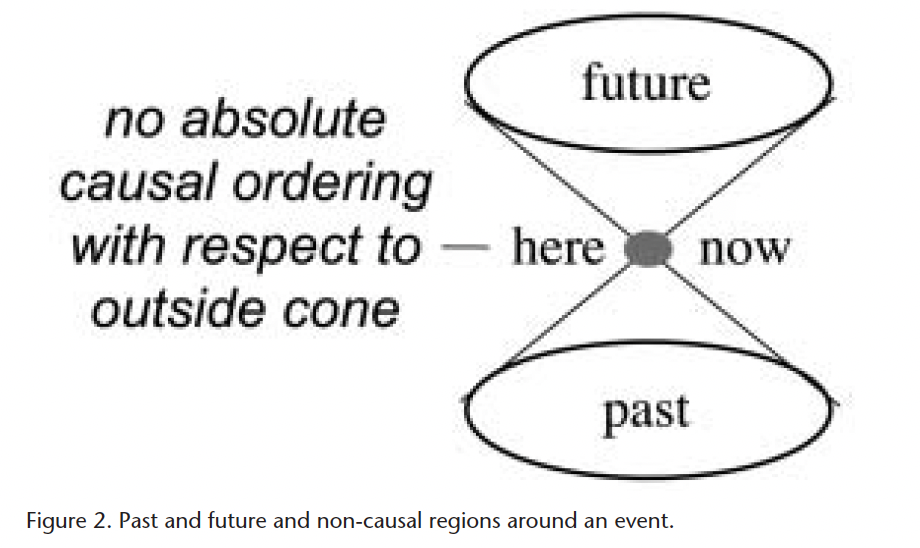 future
no absolute
causal ordering
with respect to — here now
outside cone
past
Figure 2. Past and future and non-causal regions around an event.